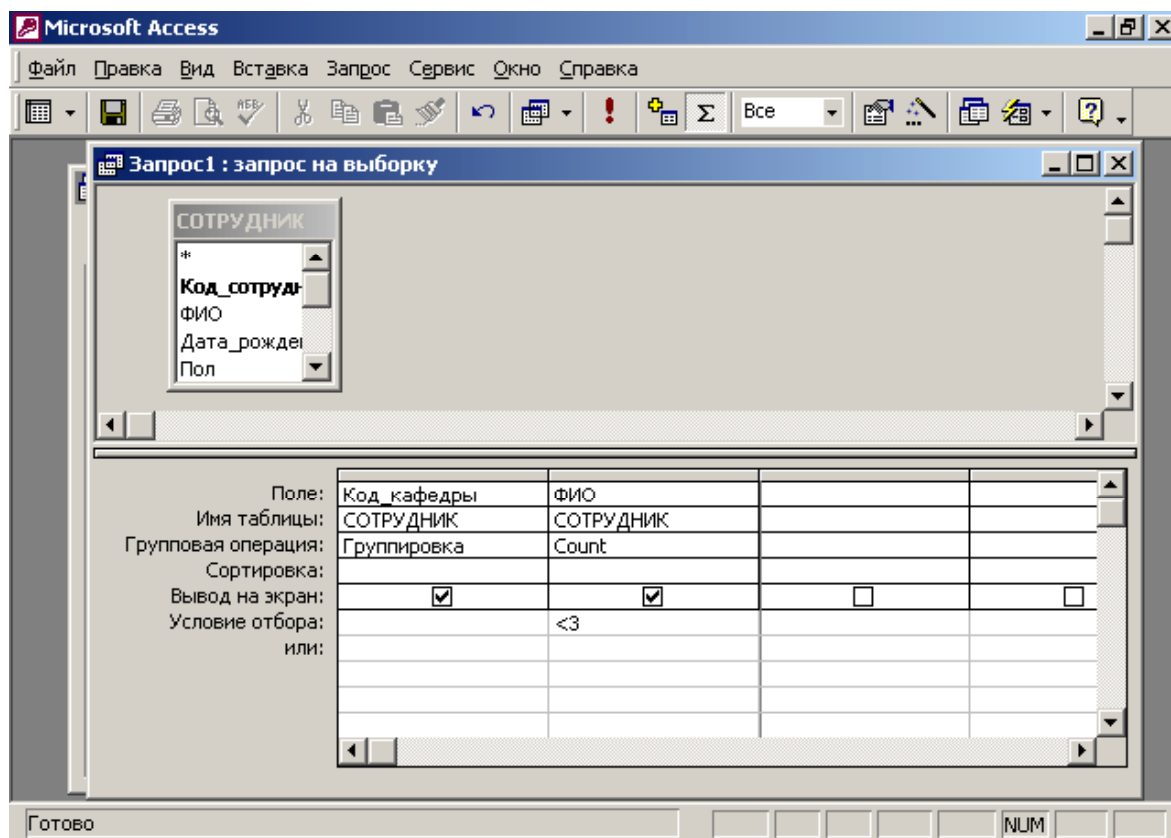 Microsoft Access
Файл Правка Вид Вставка Запрос Сервис Окно Справка
Все
Запрос1 : запрос на выборку
СОТРУДНИК
*
Код_сотрудн
ФИО
Дата_рожде
Пол
Поле: Код_кафедры ФИО
Имя таблицы: СОТРУДНИК СОТРУДНИК
Групповая операция: Группировка Count
Сортировка:
Вывод на экран:
Условие отбора: <3
или:
Готово NUM